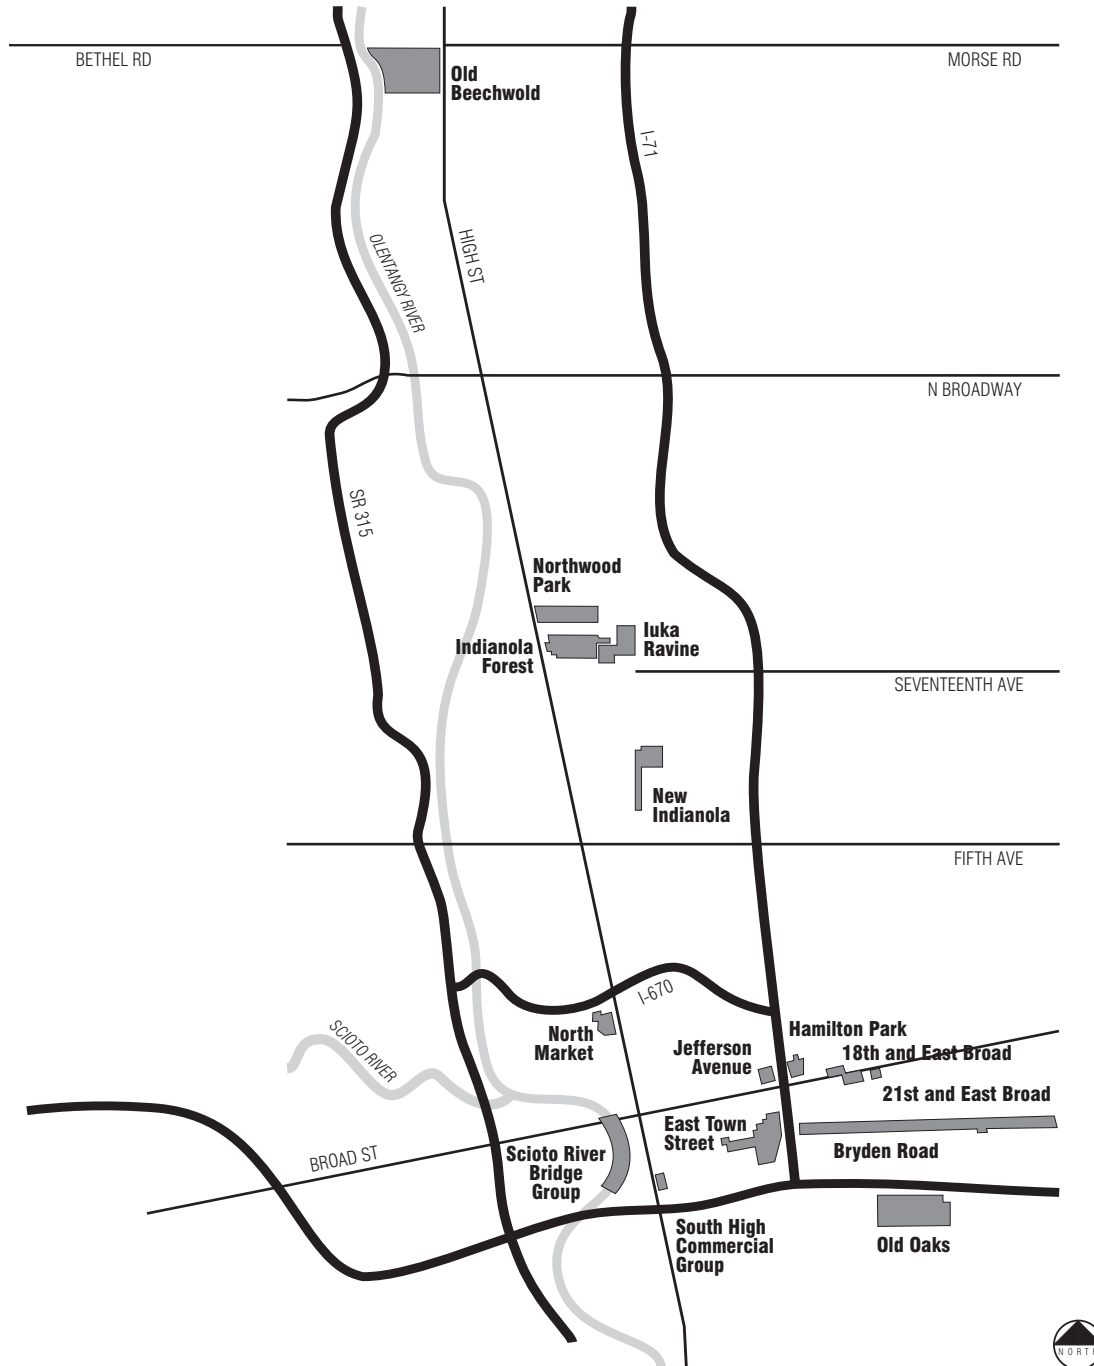 BETHEL RD
MORSE RD
Old
Beechwold
I-71
HIGH ST
OLENTANGY RIVER
N BROADWAY
SR 315
Northwood
Park
Iuka
Ravine
Indianola
Forest
SEVENTEENTH AVE
New
Indianola
FIFTH AVE
I-670
North
Market
SCIOTO RIVER
Hamilton Park
Jefferson
Avenue
18th and East Broad
21st and East Broad
East Town
Street
BROAD ST
Scioto River
Bridge
Group
Bryden Road
South High
Commercial
Group
Old Oaks
NORTH